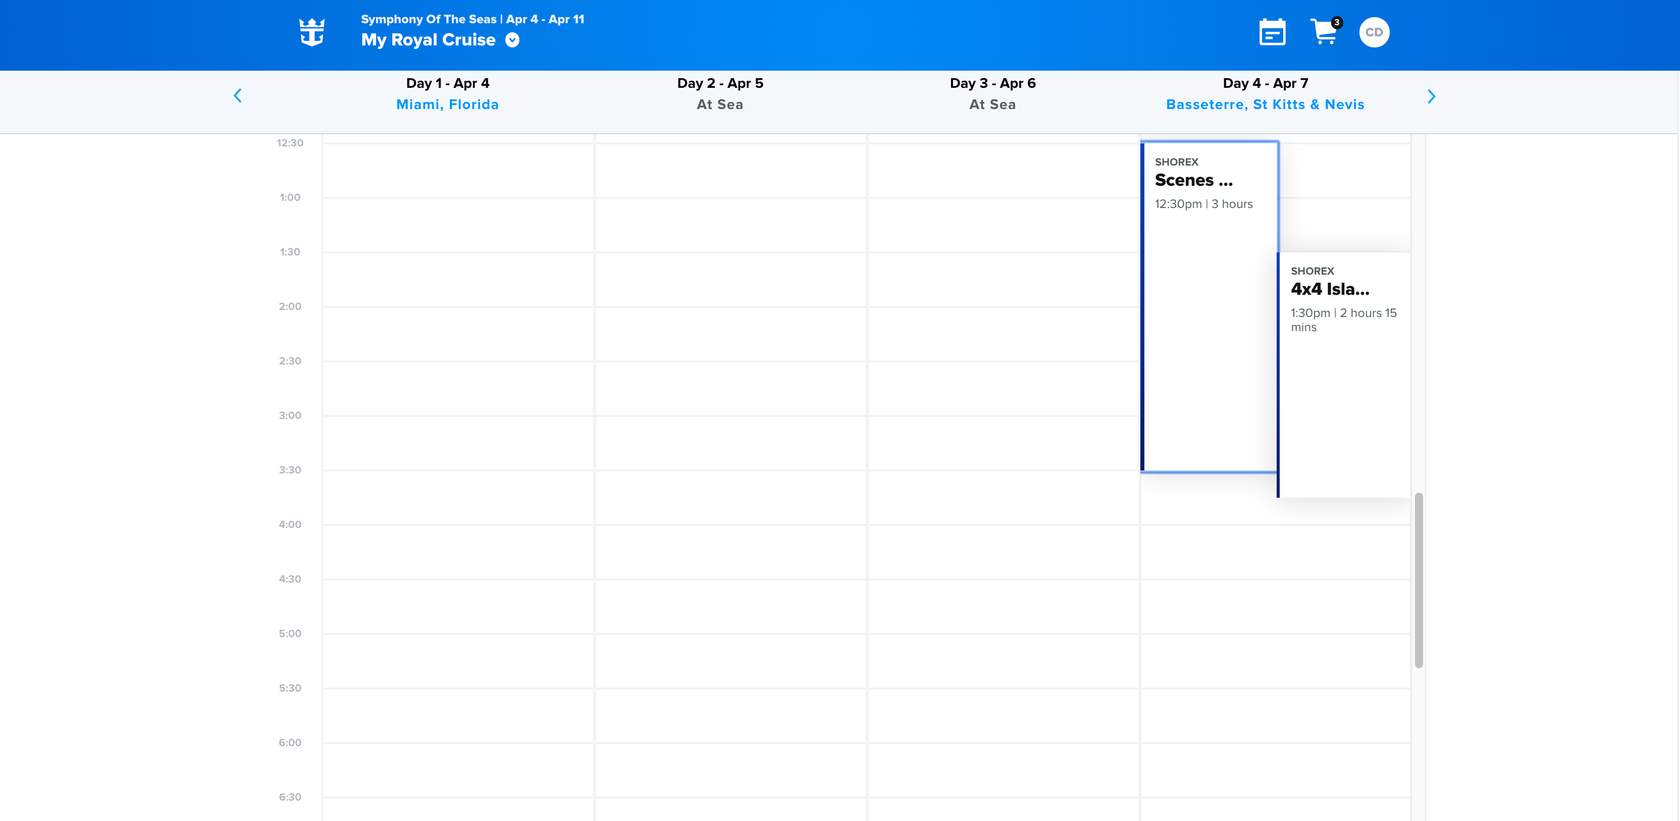 Symphony Of The Seas | Apr 4 - Apr 11
My Royal Cruise
3
CD
Day 1 - Apr 4
Miami, Florida
Day 2 - Apr 5
At Sea
Day 3 - Apr 6
At Sea
Day 4 - Apr 7
Basseterre, St Kitts & Nevis
12:30
1:00
1:30
2:00
2:30
3:00
3:30
4:00
4:30
5:00
5:30
6:00
6:30
SHOREX
Scenes ...
12:30pm | 3 hours
SHOREX
4x4 Isla...
1:30pm | 2 hours 15
mins